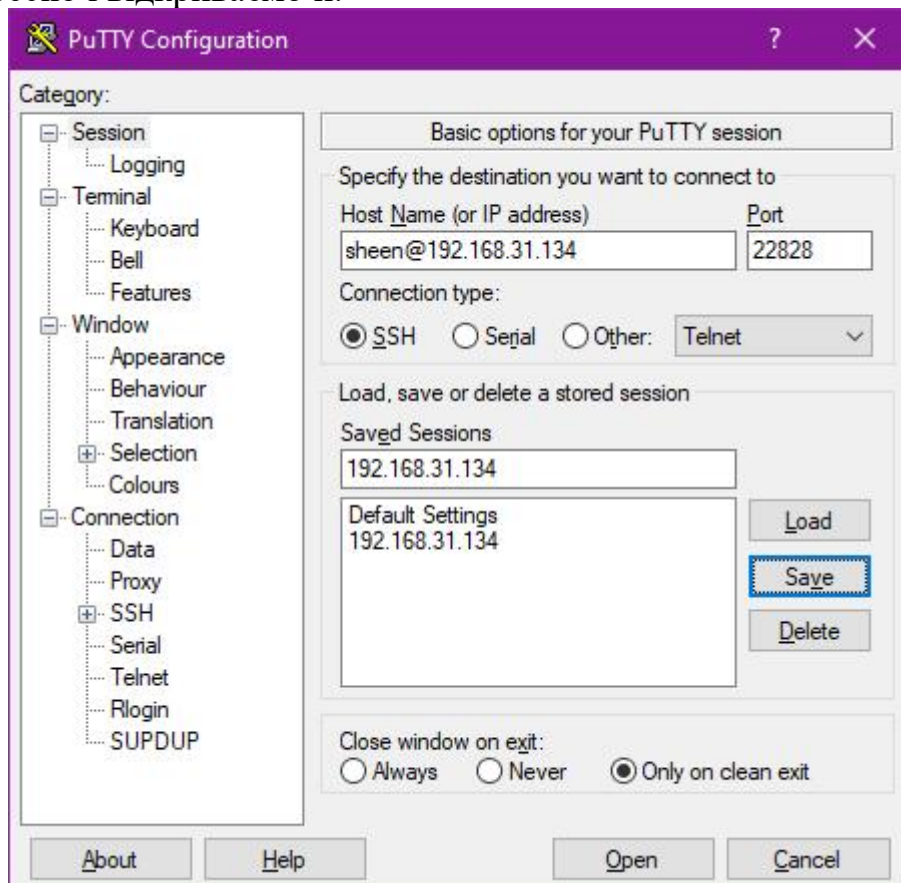 PuTTY Configuration
?
Category:
Session
Logging
Terminal
Keyboard
Bell
Features
Window
Appearance
Behaviour
Translation
Selection
Colours
Connection
Data
Proxy
SSH
Serial
Telnet
Rlogin
SUPDUP
Basic options for your PuTTY session
Specify the destination you want to connect to
Host Name (or IP address) Port
sheen@192.168.31.134 22828
Connection type:
SSH Serial Other: Telnet
Load, save or delete a stored session
Saved Sessions
192.168.31.134
Default Settings
192.168.31.134
Load
Save
Delete
Close window on exit:
Always Never Only on clean exit
About Help Open Cancel